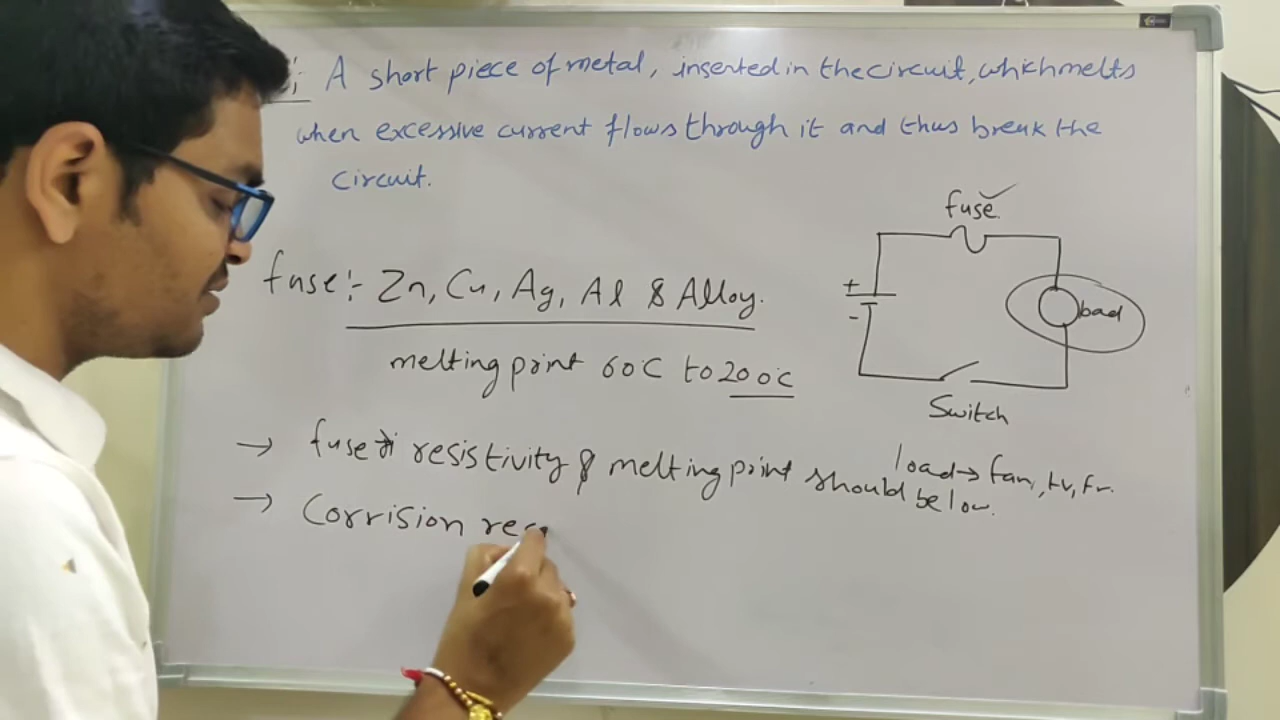 A short piece of metal, inserted in the circuit, which melts
when excessive current flows through it and thus break the
circuit.
fuse.
fuse:- Zn, Cu, Ag, Al & Alloy.
+
-
load
melting point 60°C to 200°C
Switch
→ fuse resistivity & melting point should be low.
load → fan, tv, fr.
→ Corrision res